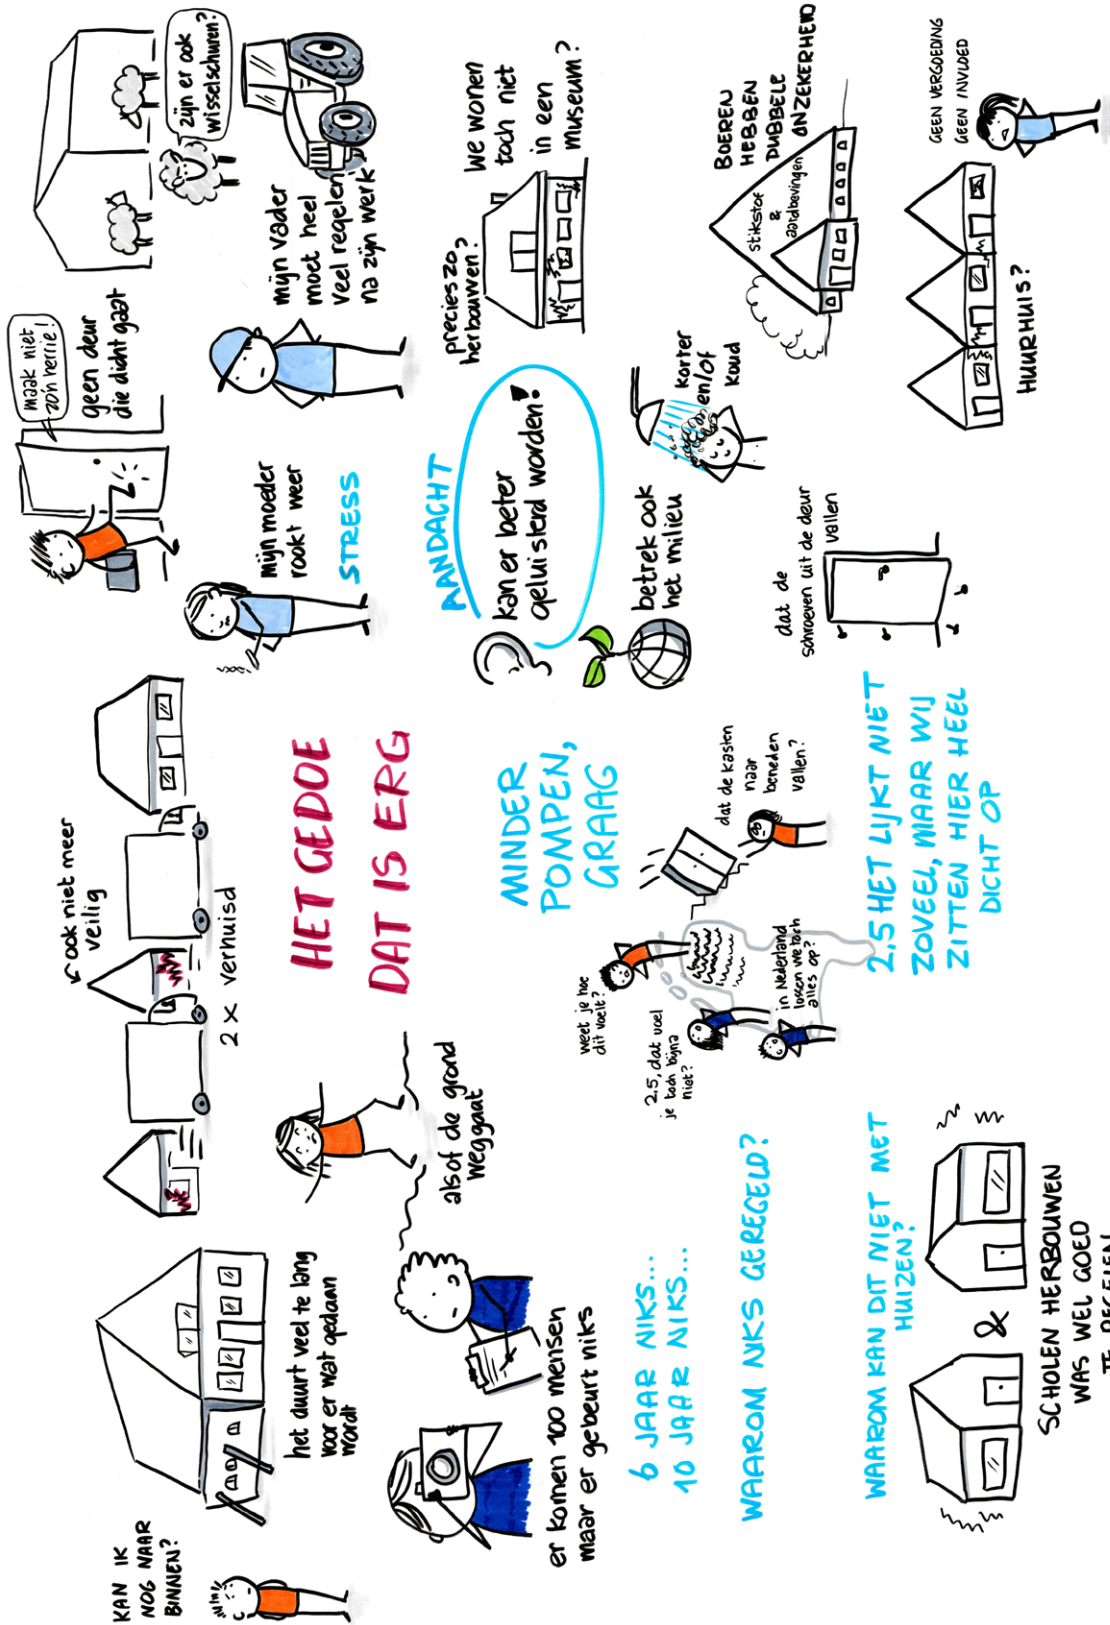 KAN IK
NOG NAAR
BINNEN?
het duurt veel te lang
voor er wat gedaan
wordt
ook niet meer
veilig
2x verhuisd
maak niet
zo'n herrie!
geen deur
die dicht gaat
zijn er ook
wisselschuren?
mijn moeder
rookt weer
STRESS
mijn vader
moet heel
veel regelen
na zijn werk
HET GEDOE
DAT IS ERG
alsof de grond
weggaat
er komen 100 mensen
maar er gebeurt niks
AANDACHT
kan er beter
geluisterd worden!
precies zo
herbouwen?
We wonen
toch niet
in een
museum?
MINDER
POMPEN,
GRAAG
betrek ook
het milieu
korter
en/of
koud
BOEREN
HEBBEN
DUBBELE
ONZEKERHEID
stikstof
&
aardbevingen
6 JAAR NIKS...
10 JAAR NIKS...
WAAROM NIKS GEREGELD?
weet je hoe
dit voelt?
2,5, dat voel
je toch bijna
niet?
in Nederland
lossen we toch
alles op?
dat de kasten
naar
beneden
vallen?
dat de
schroeven uit de deur
vallen
2,5 HET LIJKT NIET
ZOVEEL, MAAR WIJ
ZITTEN HIER HEEL
DICHT OP
WAAROM KAN DIT NIET MET
HUIZEN?
&
SCHOLEN HERBOUWEN
WAS WEL GOED
TE REGELEN
HUURHUIS?
GEEN VERGOEDING
GEEN INVLOED